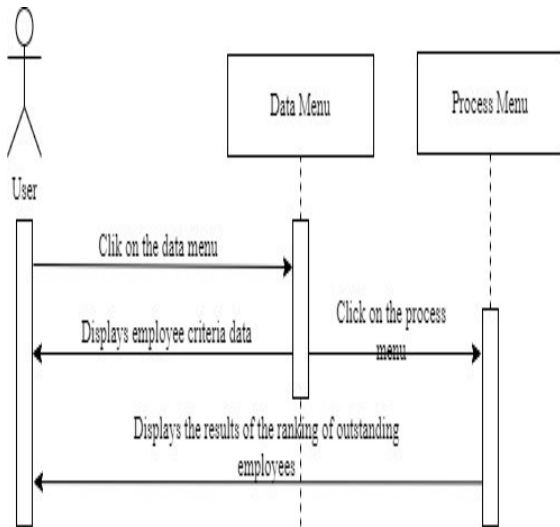 Data Menu
Process Menu
User
Clik on the data menu
Displays employee criteria data
Click on the process
menu
Displays the results of the ranking of outstanding
employees